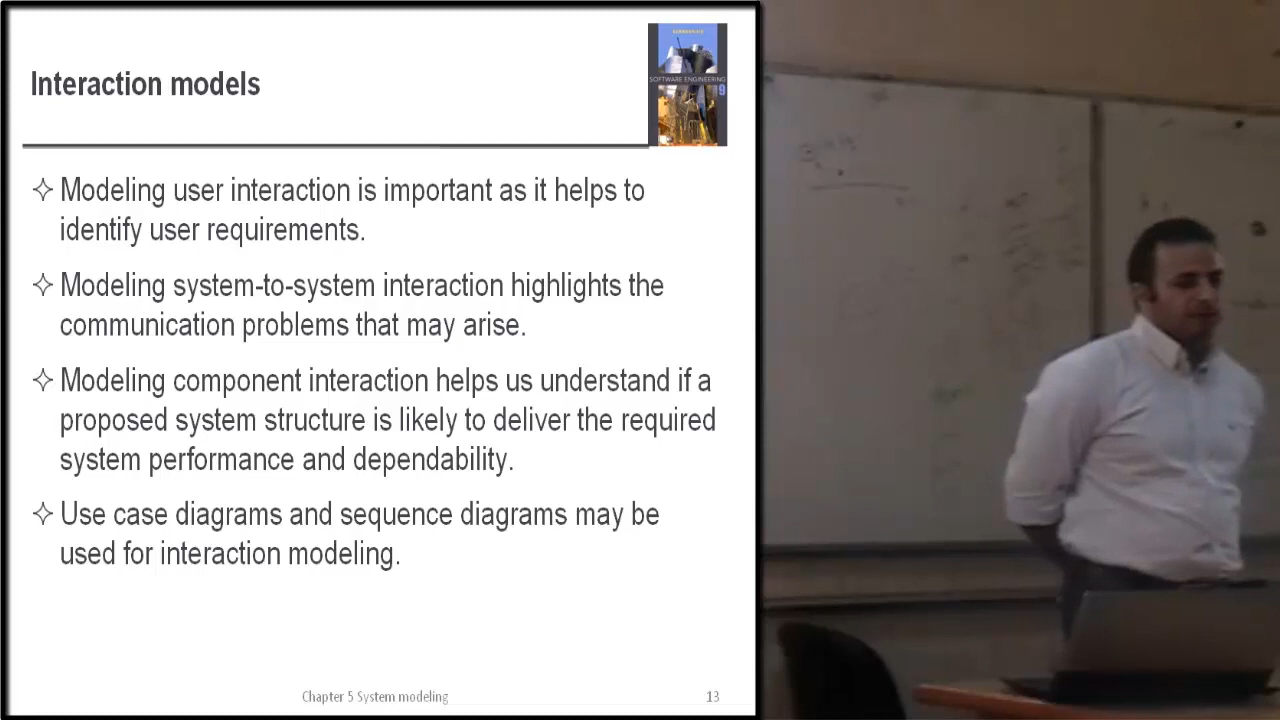 Interaction models
SOFTWARE ENGINEERING
9
✧ Modeling user interaction is important as it helps to
identify user requirements.
✧ Modeling system-to-system interaction highlights the
communication problems that may arise.
✧ Modeling component interaction helps us understand if a
proposed system structure is likely to deliver the required
system performance and dependability.
✧ Use case diagrams and sequence diagrams may be
used for interaction modeling.
Chapter 5 System modeling
13